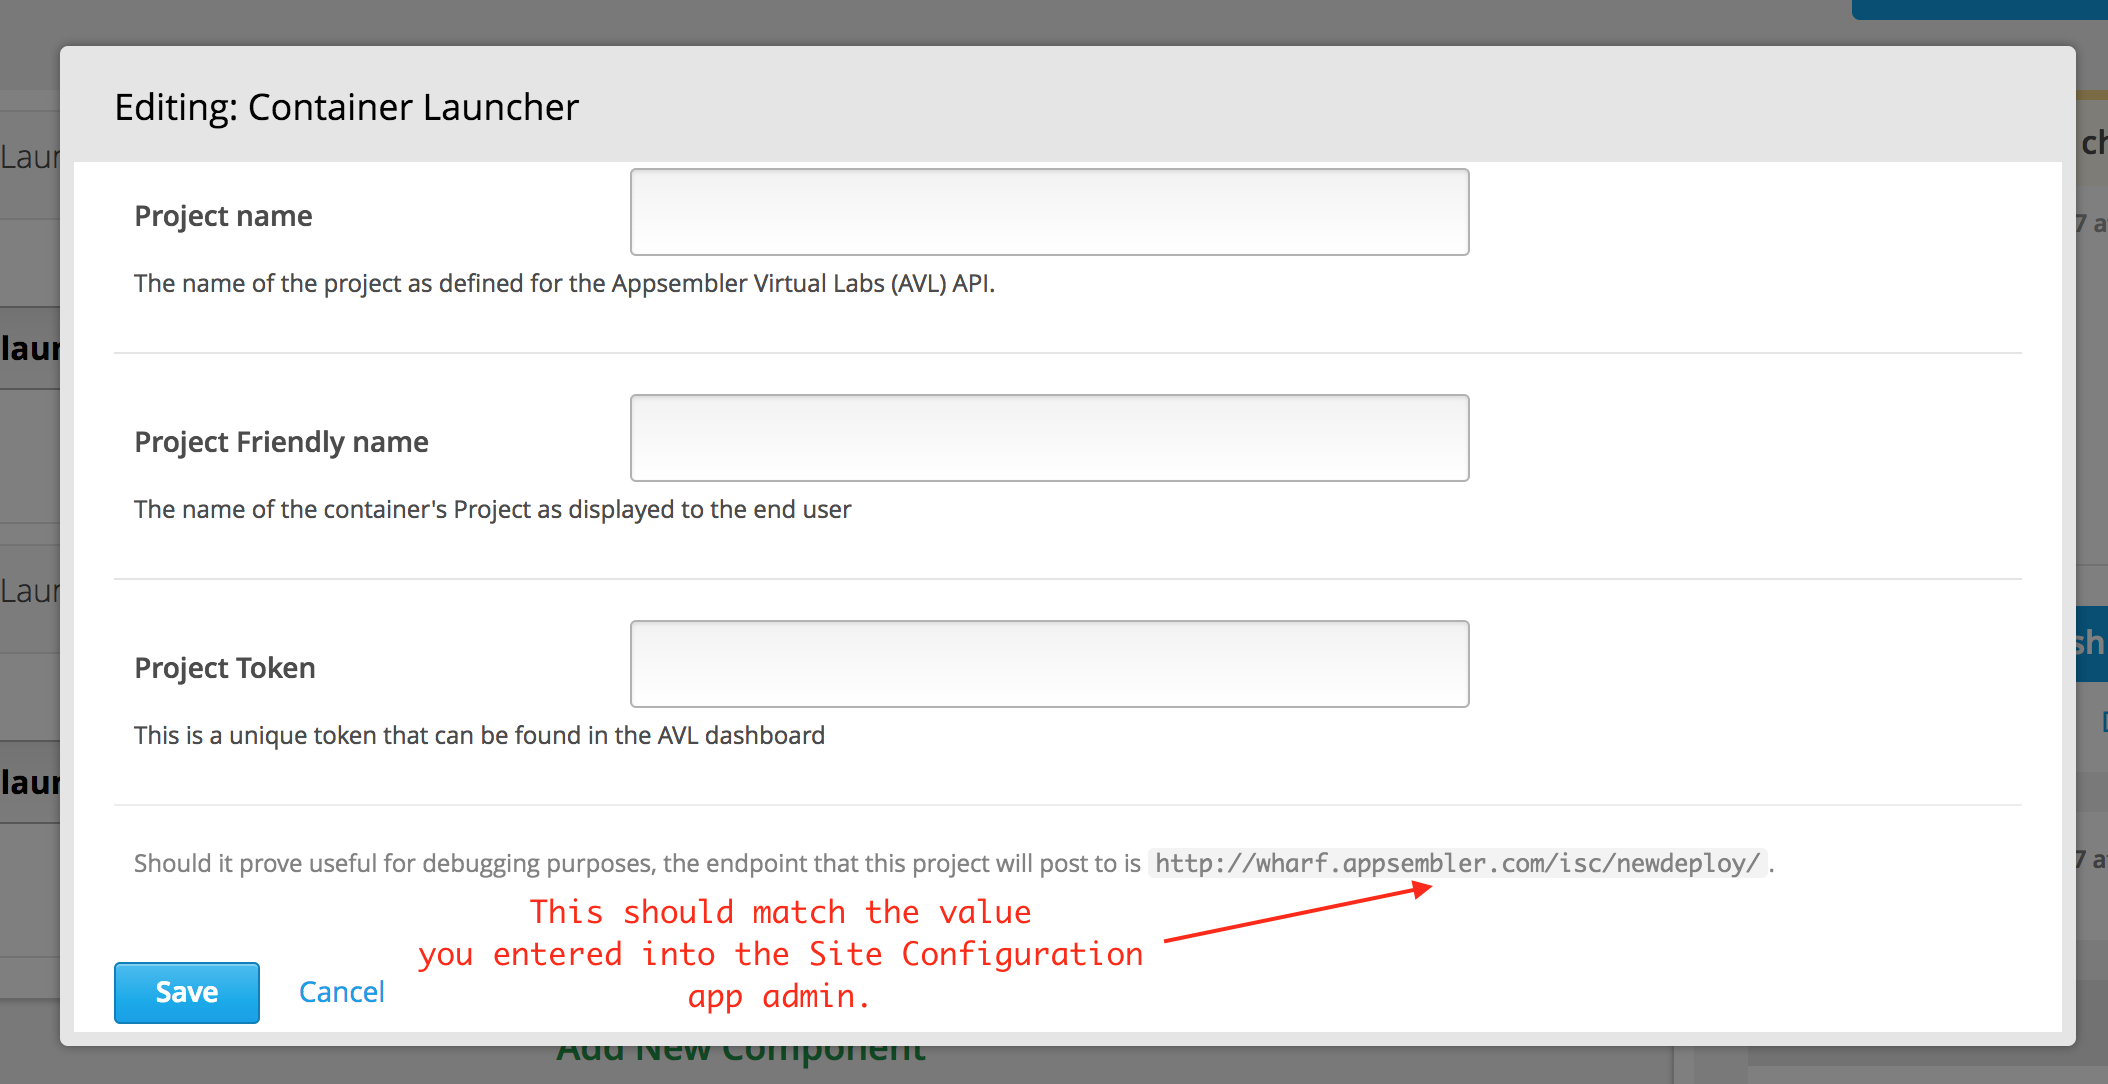 Editing: Container Launcher
Project name
The name of the project as defined for the Appsembler Virtual Labs (AVL) API.
Project Friendly name
The name of the container's Project as displayed to the end user
Project Token
This is a unique token that can be found in the AVL dashboard
Should it prove useful for debugging purposes, the endpoint that this project will post to is http://wharf.appsembler.com/isc/newdeploy/.
This should match the value
you entered into the Site Configuration
app admin.
Save Cancel
Add New Component